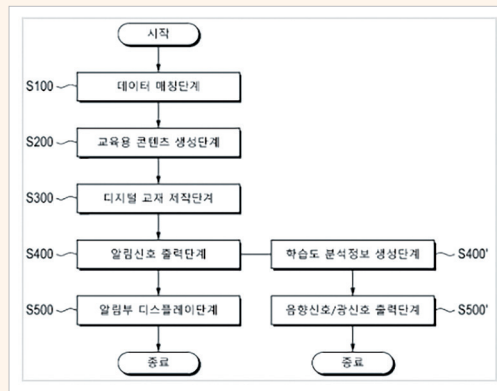 시작
S100 데이터 매칭단계
S200 교육용 콘텐츠 생성단계
S300 디지털 교재 제작단계
S400 알림신호 출력단계 학습도 분석정보 생성단계 S400'
S500 알림부 디스플레이단계 음향신호/광신호 출력단계 S500'
종료 종료